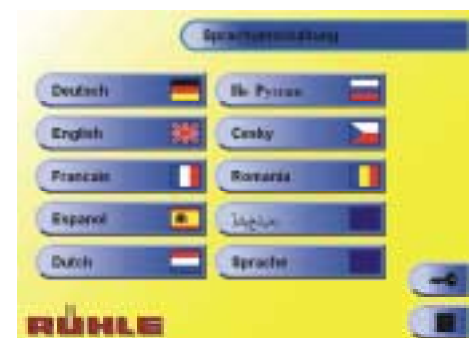 Sprachumschaltung
Deutsch
English
Francais
Espanol
Dutch
По Русски
Cesky
Romania
Sprache
RÜHLE